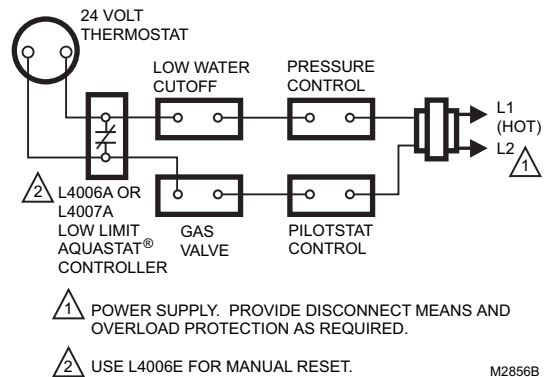 24 VOLT
THERMOSTAT
LOW WATER
CUTOFF
PRESSURE
CONTROL
L1
(HOT)
L2
1
2
L4006A OR
L4007A
LOW LIMIT
AQUASTAT®
CONTROLLER
GAS
VALVE
PILOTSTAT
CONTROL
1 POWER SUPPLY. PROVIDE DISCONNECT MEANS AND
OVERLOAD PROTECTION AS REQUIRED.
2 USE L4006E FOR MANUAL RESET.
M2856B